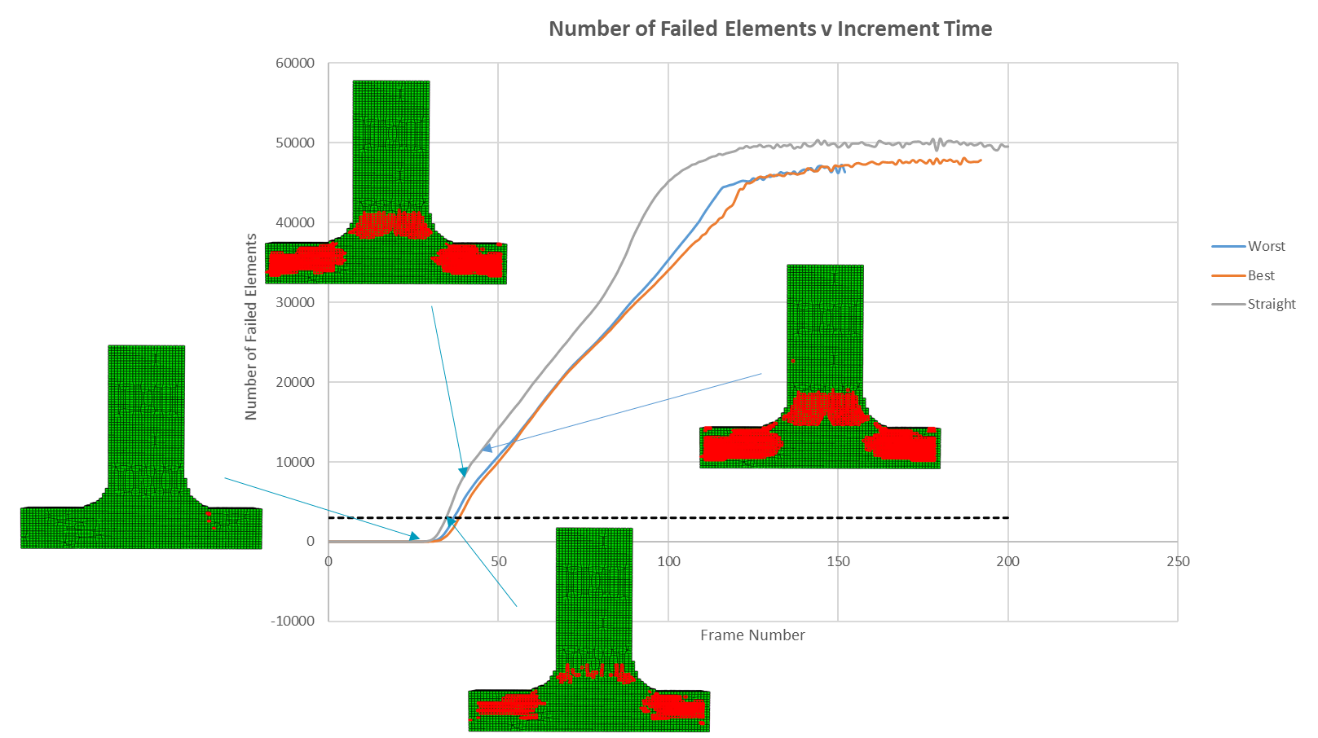 Number of Failed Elements v Increment Time
60000
50000
40000
30000
20000
10000
0
-10000
Number of Failed Elements
0
50
100
150
200
250
Frame Number
Worst
Best
Straight